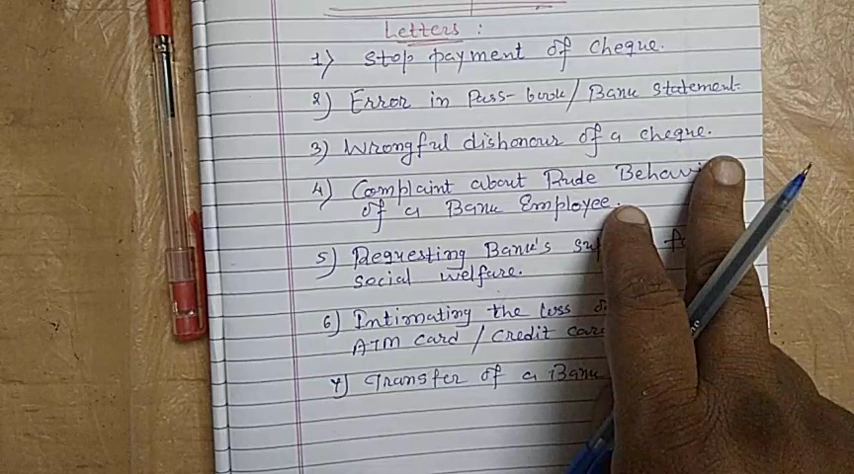 Letters :
1) Stop payment of cheque.
2) Error in Pass-book/ Bank statement.
3) Wrongful dishonour of a cheque.
4) Complaint about Rude Behavi
of a Bank Employee.
5) Requesting Bank's
social welfare.
6) Intimating the loss
ATM card / Credit card
7) Transfer of a Bank